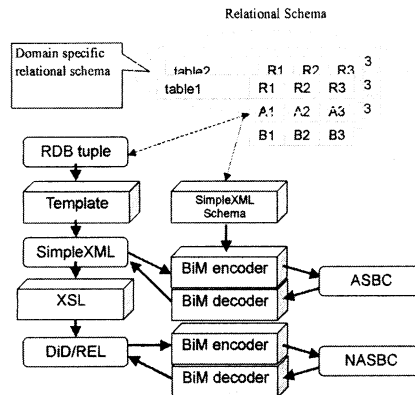 Relational Schema
Domain specific
relational schema
table2 R1 R2 R3 3
table1 R1 R2 R3 3
A1 A2 A3 3
B1 B2 B3
RDB tuple
Template
SimpleXML
Schema
SimpleXML
BiM encoder
BiM decoder
ASBC
XSL
DiD/REL
BiM encoder
BiM decoder
NASBC